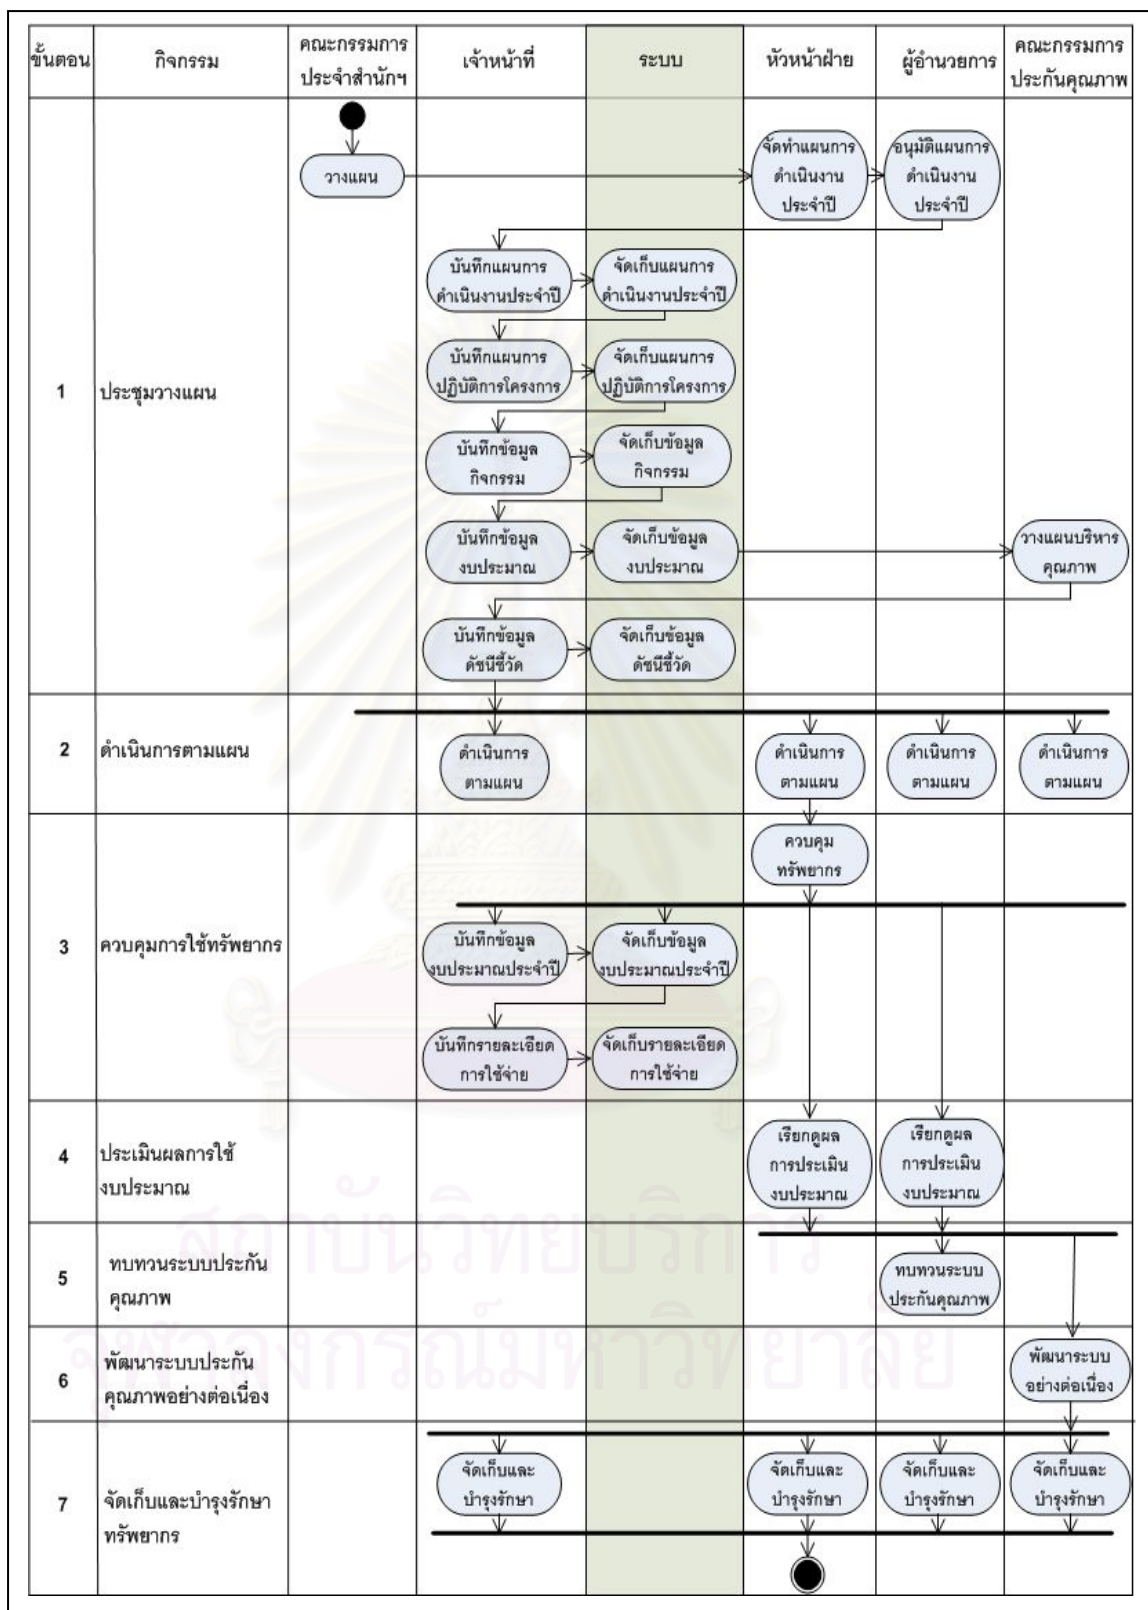 ขั้นตอน
กิจกรรม
คณะกรรมการ
ประจำสำนักฯ
เจ้าหน้าที่
ระบบ
หัวหน้าฝ่าย
ผู้อำนวยการ
คณะกรรมการ
ประกันคุณภาพ
1
ประชุมวางแผน
วางแผน
จัดทำแผนการ
ดำเนินงาน
ประจำปี
อนุมัติแผนการ
ดำเนินงาน
ประจำปี
บันทึกแผนการ
ดำเนินงานประจำปี
จัดเก็บแผนการ
ดำเนินงานประจำปี
บันทึกแผนการ
ปฏิบัติการโครงการ
จัดเก็บแผนการ
ปฏิบัติการโครงการ
บันทึกข้อมูล
กิจกรรม
จัดเก็บข้อมูล
กิจกรรม
บันทึกข้อมูล
งบประมาณ
จัดเก็บข้อมูล
งบประมาณ
วางแผนบริหาร
คุณภาพ
บันทึกข้อมูล
ดัชนีชี้วัด
จัดเก็บข้อมูล
ดัชนีชี้วัด
2
ดำเนินการตามแผน
ดำเนินการ
ตามแผน
ดำเนินการ
ตามแผน
ดำเนินการ
ตามแผน
ดำเนินการ
ตามแผน
3
ควบคุมการใช้ทรัพยากร
ควบคุม
ทรัพยากร
บันทึกข้อมูล
งบประมาณประจำปี
จัดเก็บข้อมูล
งบประมาณประจำปี
บันทึกรายละเอียด
การใช้จ่าย
จัดเก็บรายละเอียด
การใช้จ่าย
4
ประเมินผลการใช้
งบประมาณ
เรียกดูผล
การประเมิน
งบประมาณ
เรียกดูผล
การประเมิน
งบประมาณ
5
ทบทวนระบบประกัน
คุณภาพ
ทบทวนระบบ
ประกันคุณภาพ
6
พัฒนาระบบประกัน
คุณภาพอย่างต่อเนื่อง
พัฒนาระบบ
อย่างต่อเนื่อง
7
จัดเก็บและบำรุงรักษา
ทรัพยากร
จัดเก็บและ
บำรุงรักษา
จัดเก็บและ
บำรุงรักษา
จัดเก็บและ
บำรุงรักษา
จัดเก็บและ
บำรุงรักษา
สถาบันวิทยบริการ
จุฬาลงกรณ์มหาวิทยาลัย